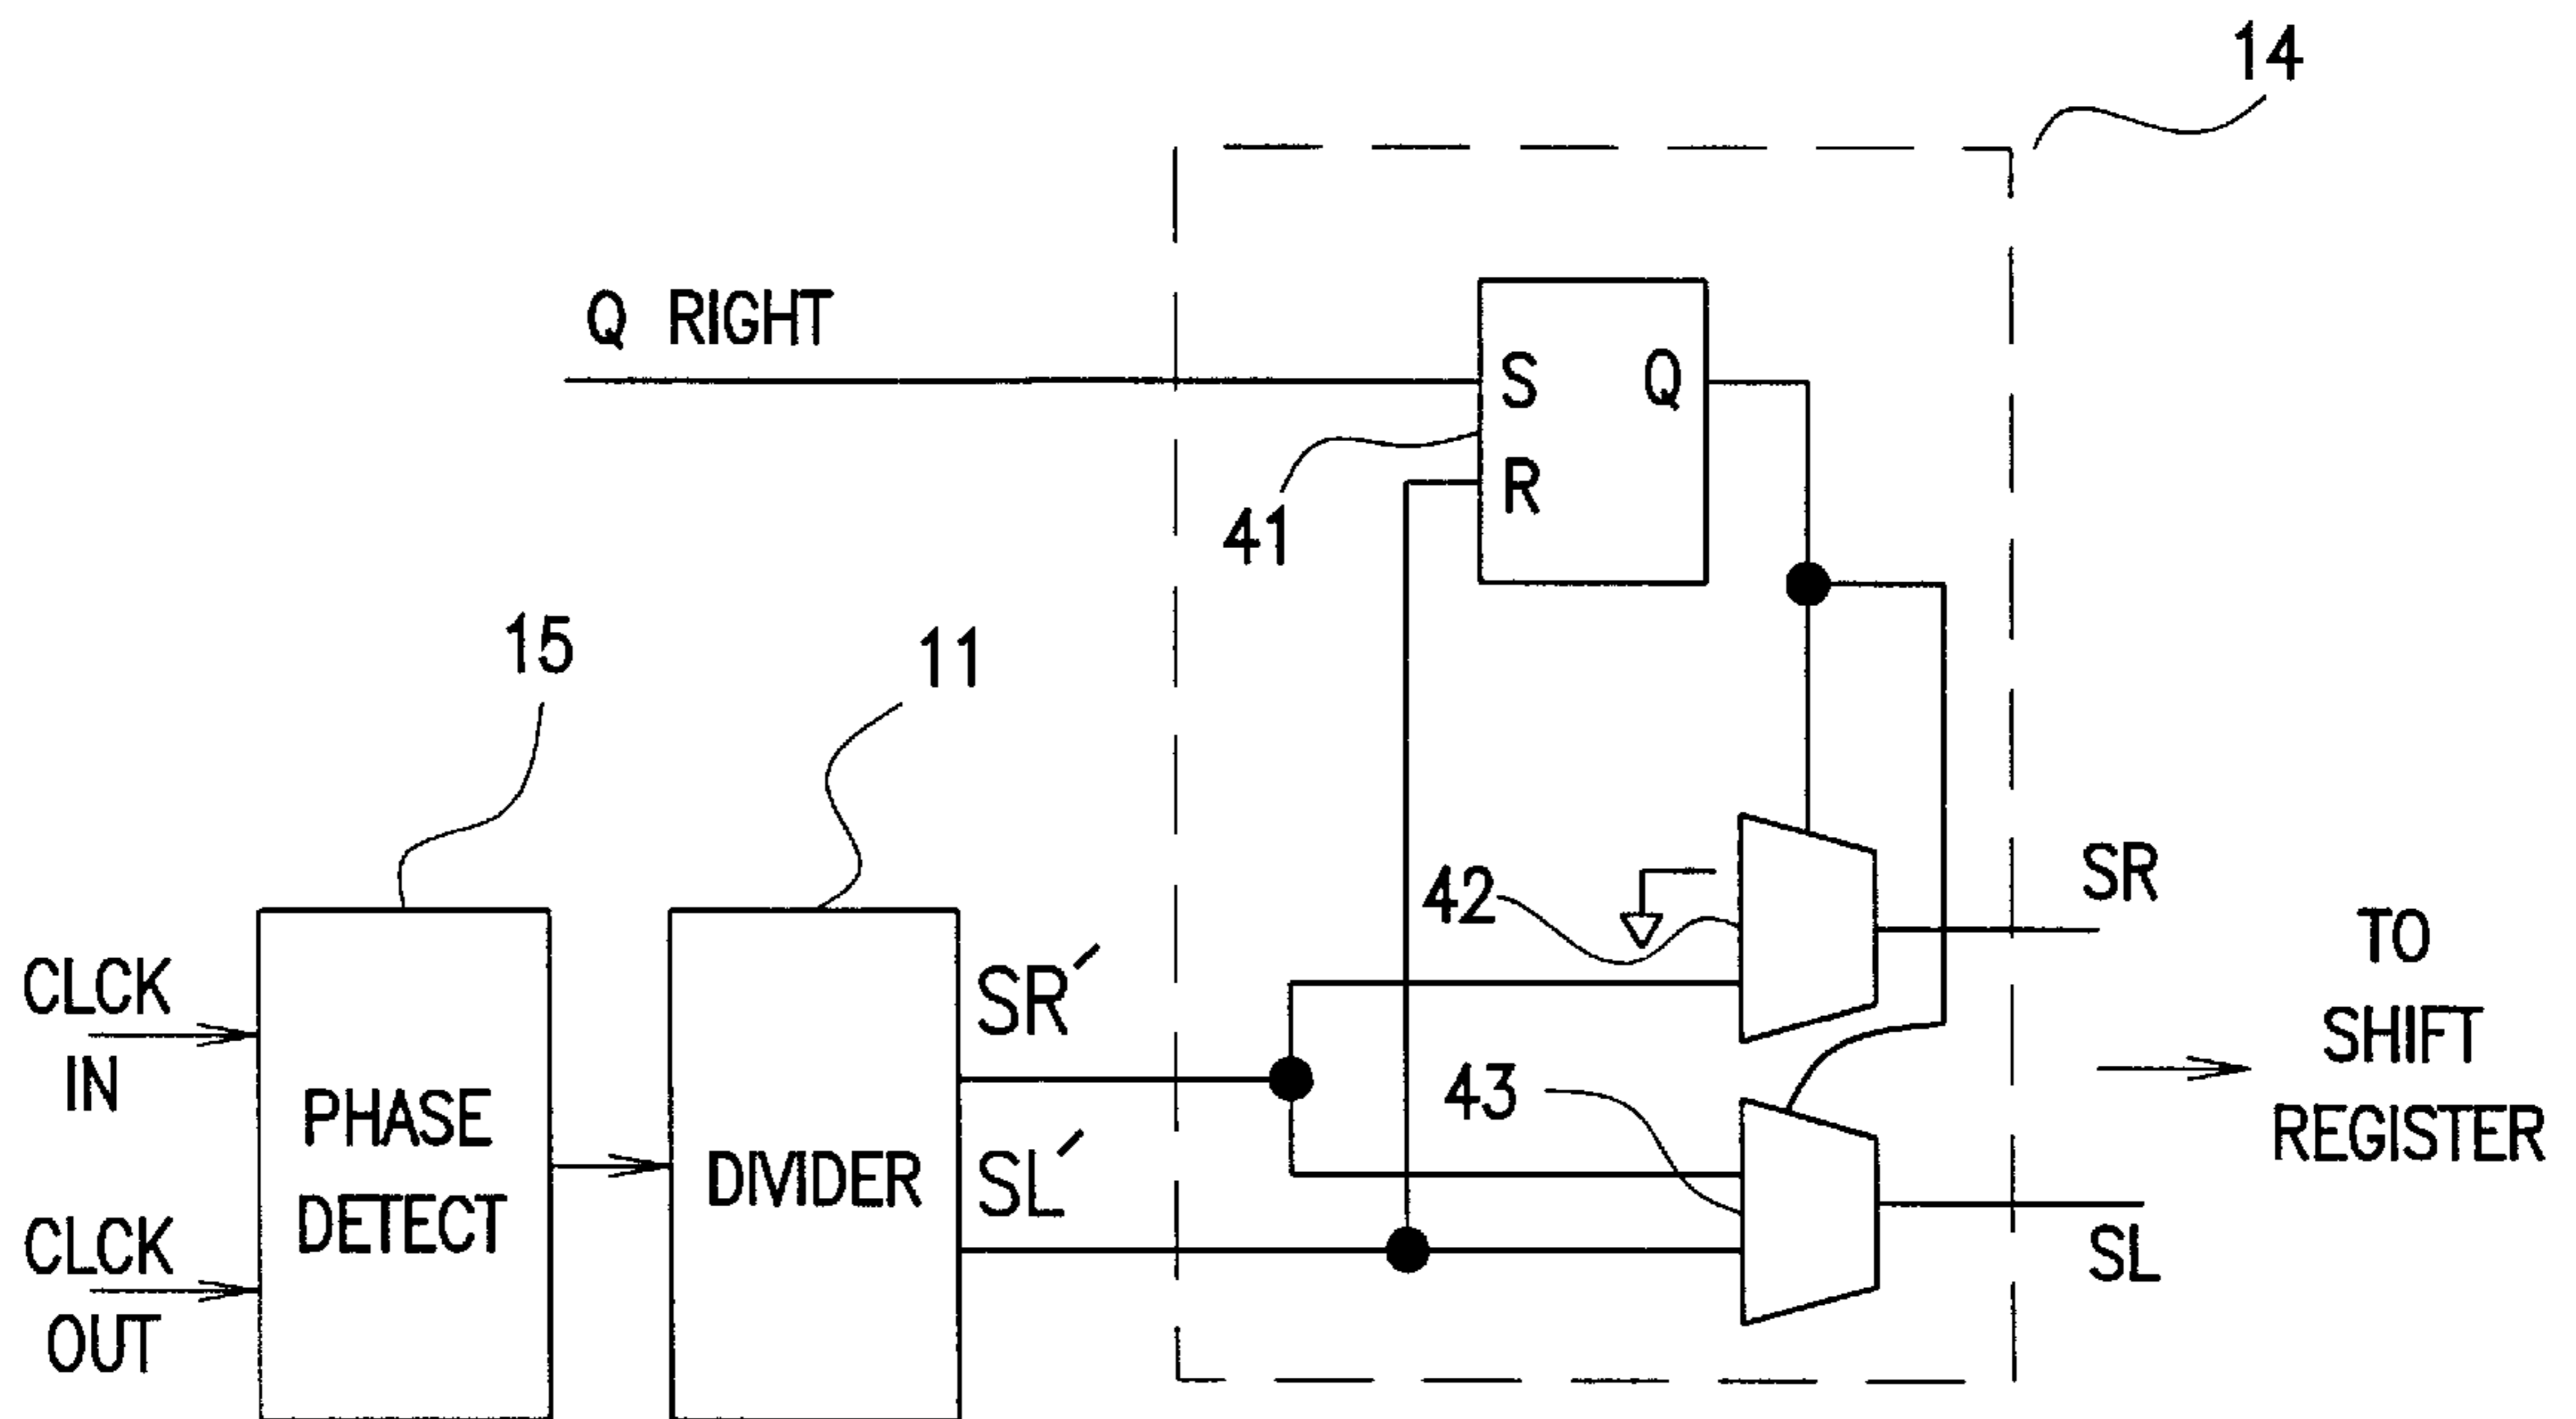 14
Q RIGHT
S
Q
R
41
15
11
42
SR
TO
SHIFT
REGISTER
CLCK
IN
SR´
PHASE
DETECT
DIVIDER
43
SL´
CLCK
OUT
SL